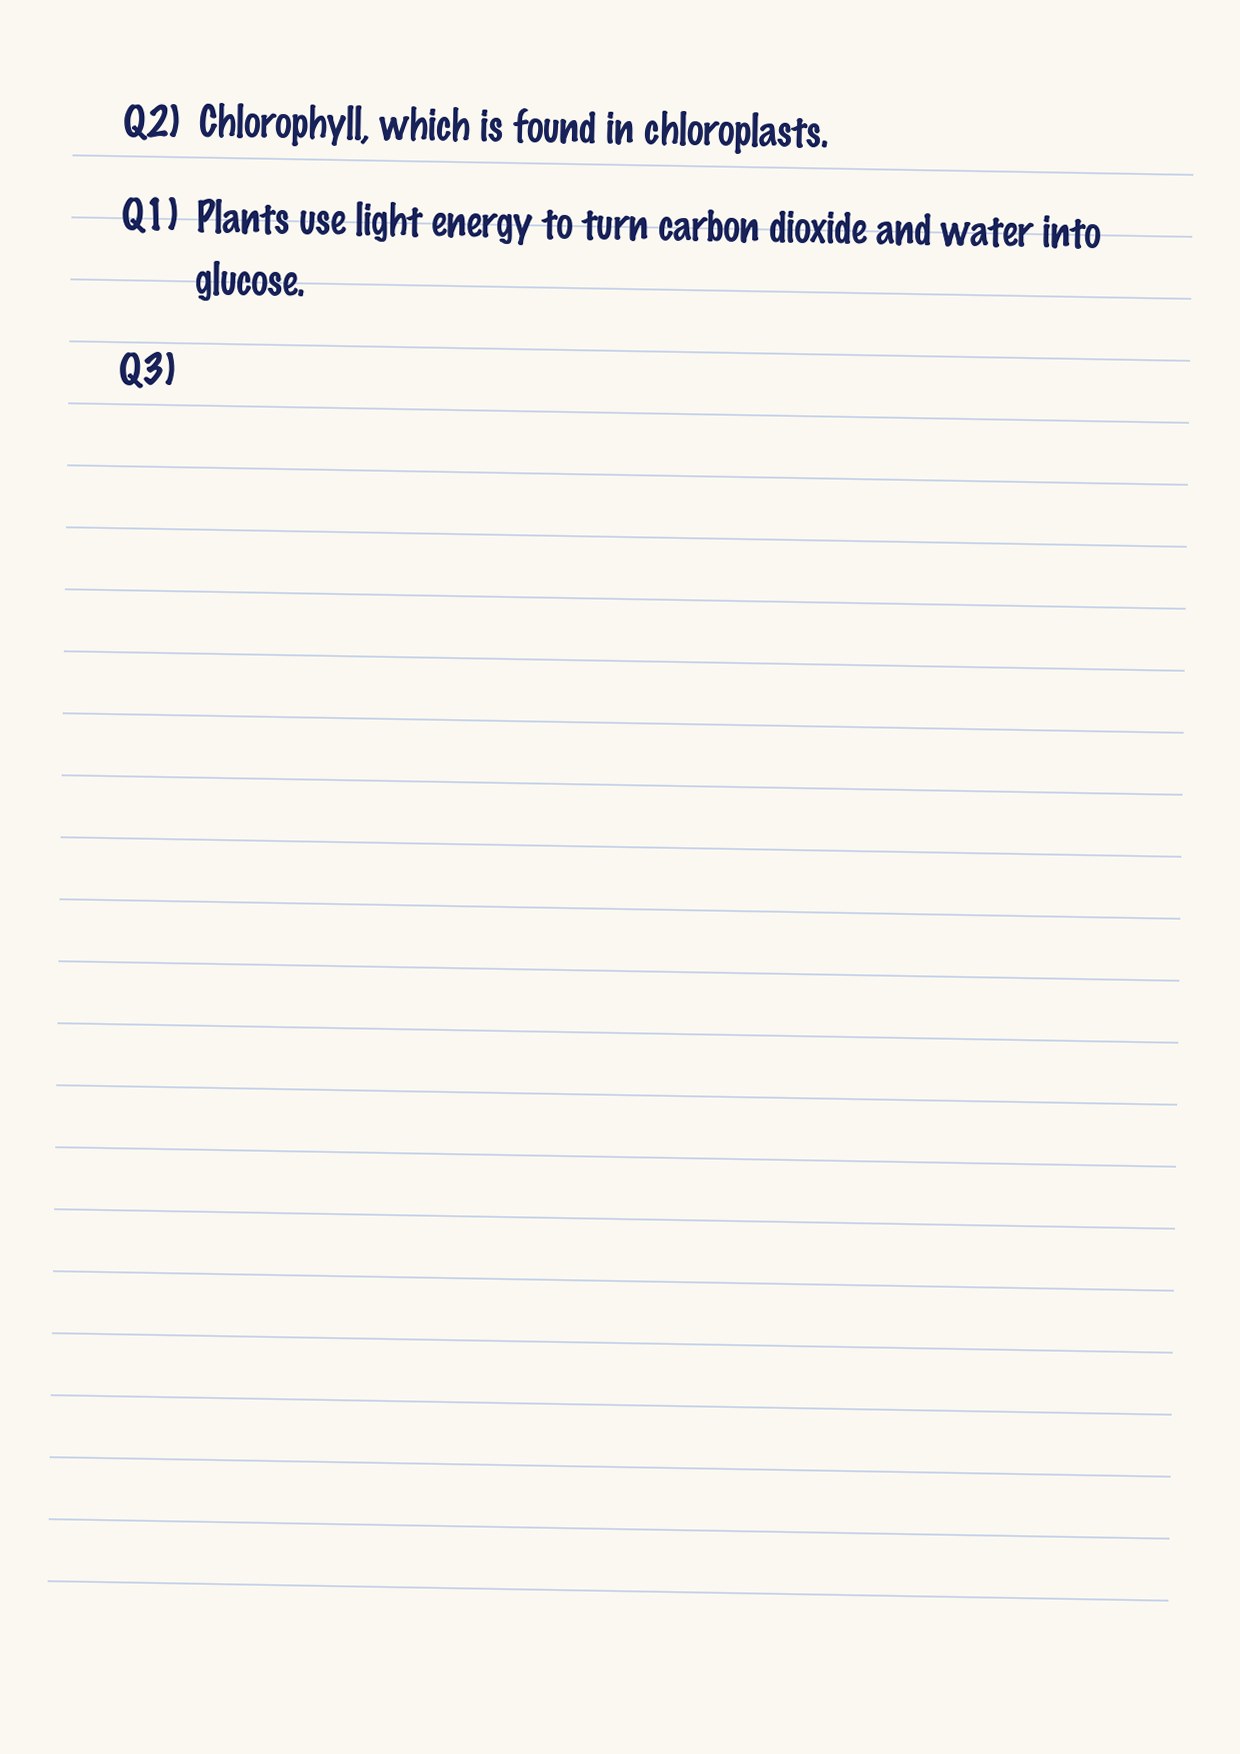 Q2) Chlorophyll, which is found in chloroplasts.
Q1) Plants use light energy to turn carbon dioxide and water into
glucose.
Q3)